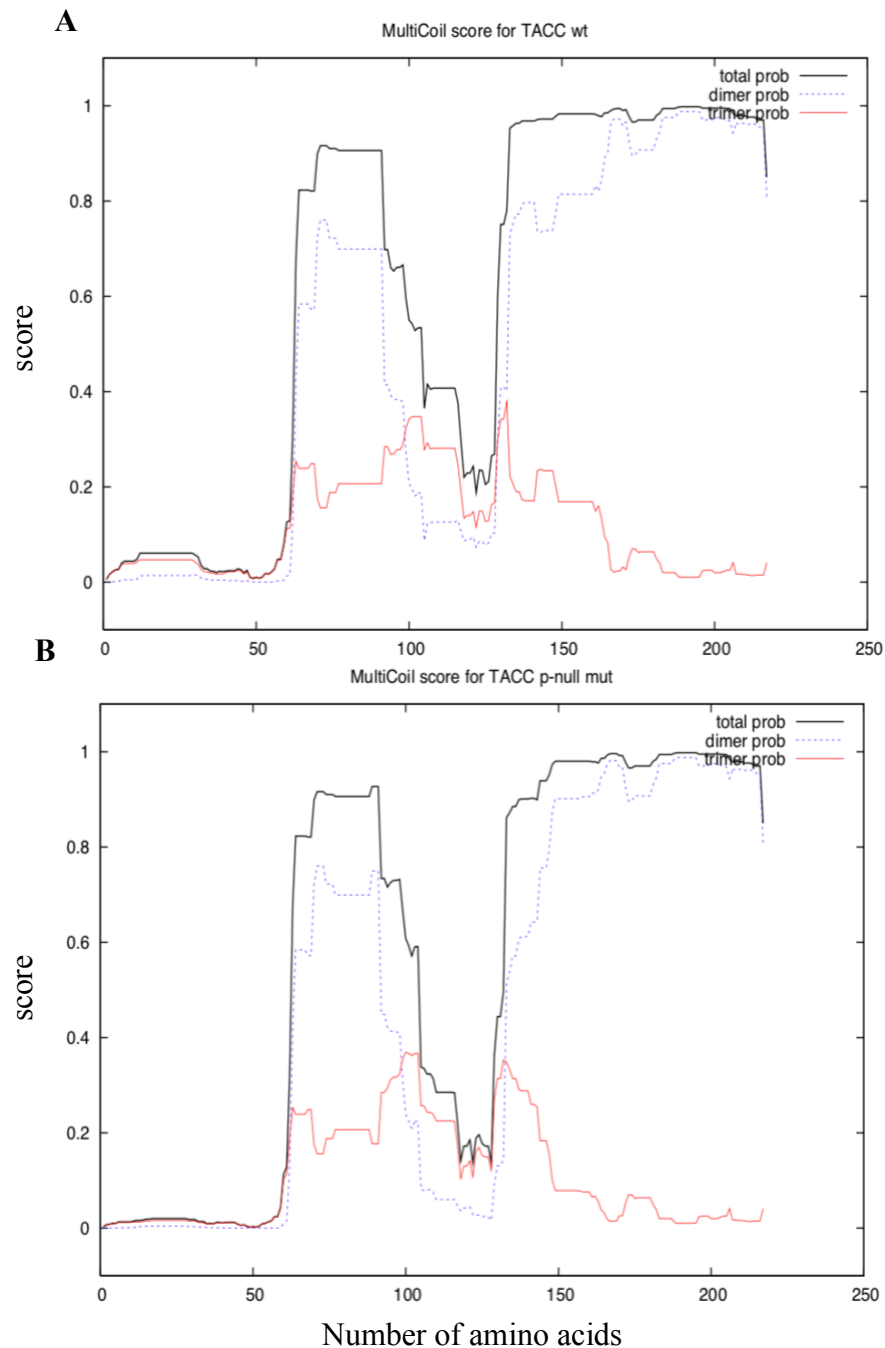 A
MultiCoil score for TACC wt
total prob
dimer prob
trimer prob
1
0.8
0.6
0.4
0.2
0
score
0 50 100 150 200 250
B
MultiCoil score for TACC p-null mut
total prob
dimer prob
trimer prob
1
0.8
0.6
0.4
0.2
0
score
0 50 100 150 200 250
Number of amino acids